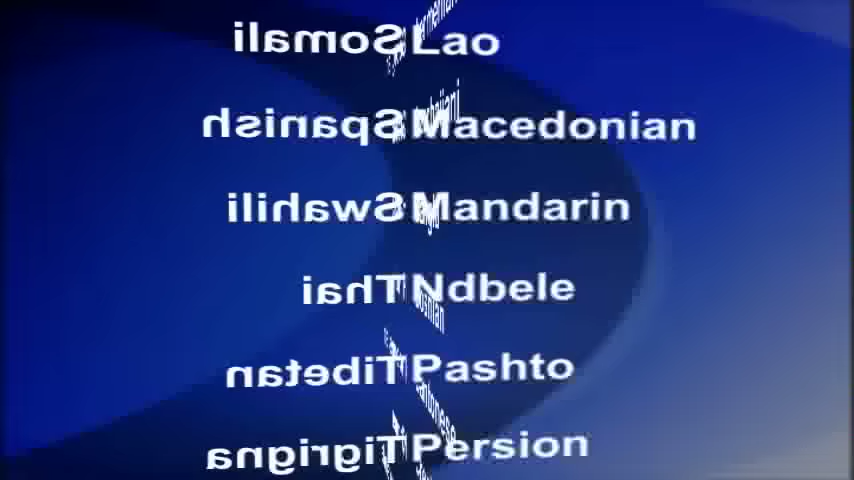 Somali Lao
Spanish Macedonian
Swahili Mandarin
Thai Ndbele
Tibetan Pashto
Tigrigna Persion